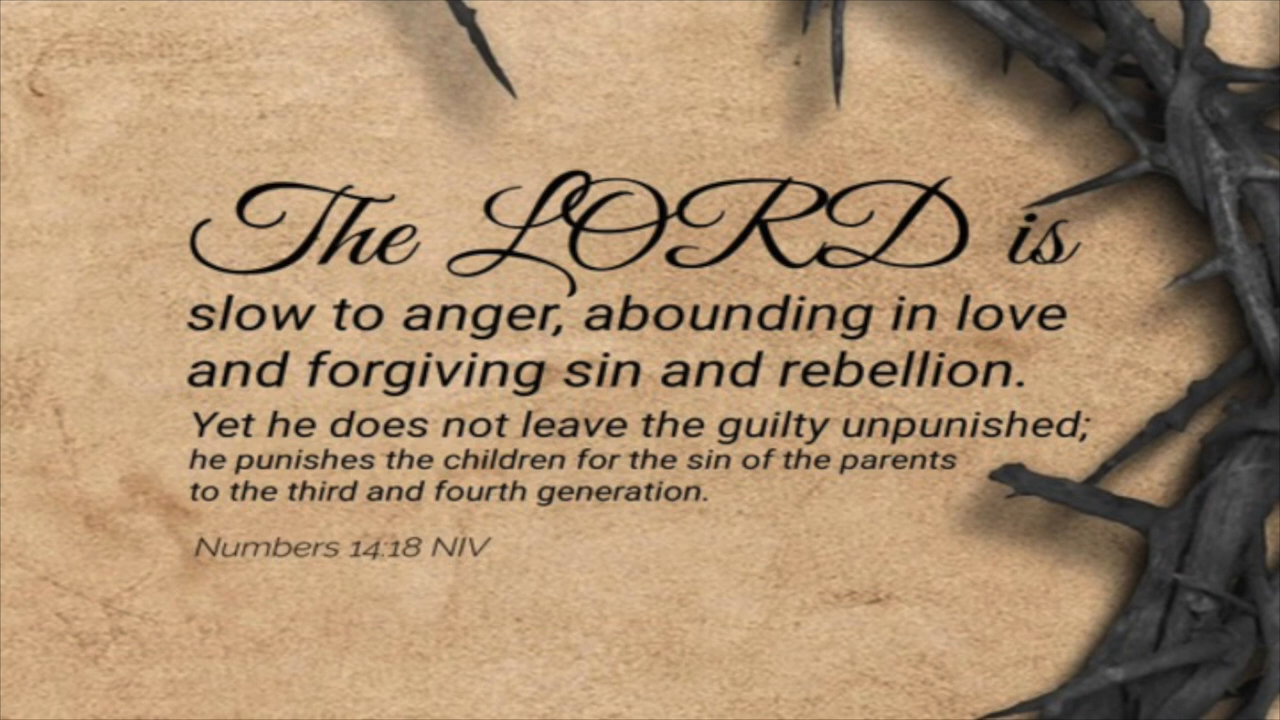 The LORD is
slow to anger, abounding in love
and forgiving sin and rebellion.
Yet he does not leave the guilty unpunished;
he punishes the children for the sin of the parents
to the third and fourth generation.
Numbers 14:18 NIV